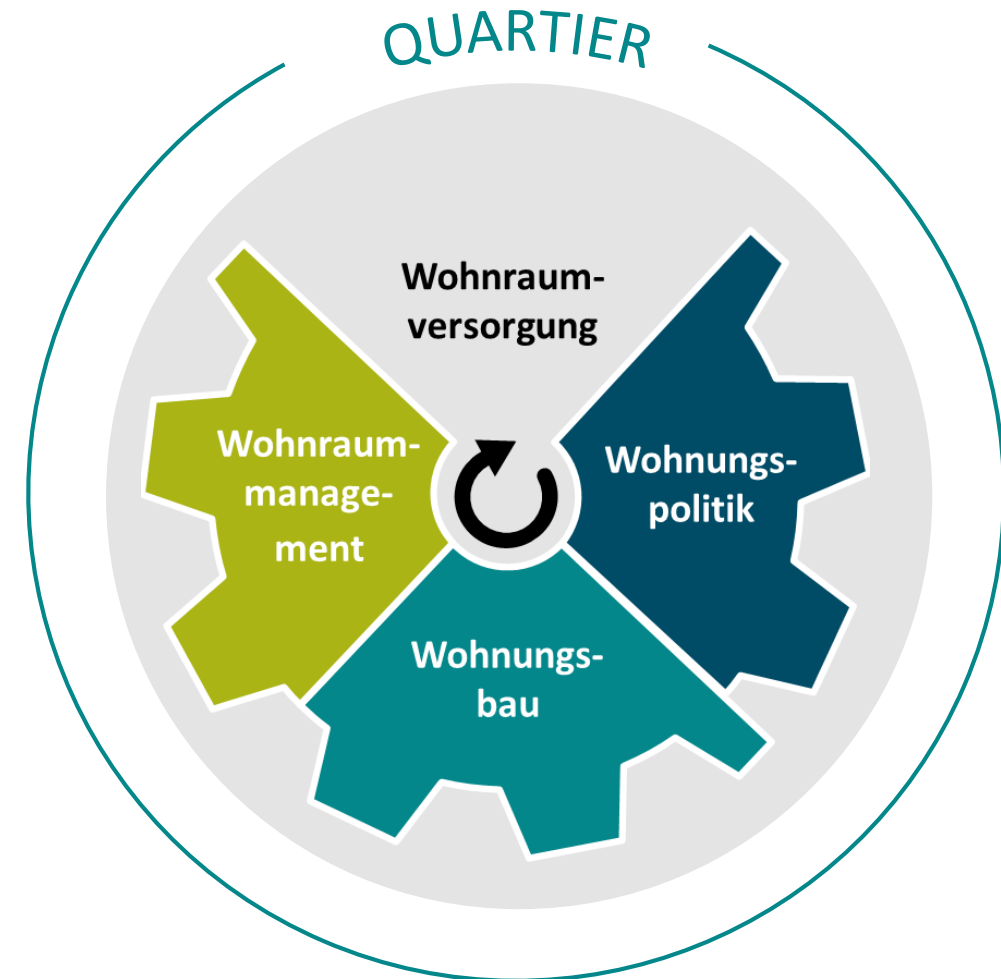 QUARTIER
Wohnraum-
versorgung
Wohnraum-
manage-
ment
Wohnungs-
politik
Wohnungs-
bau